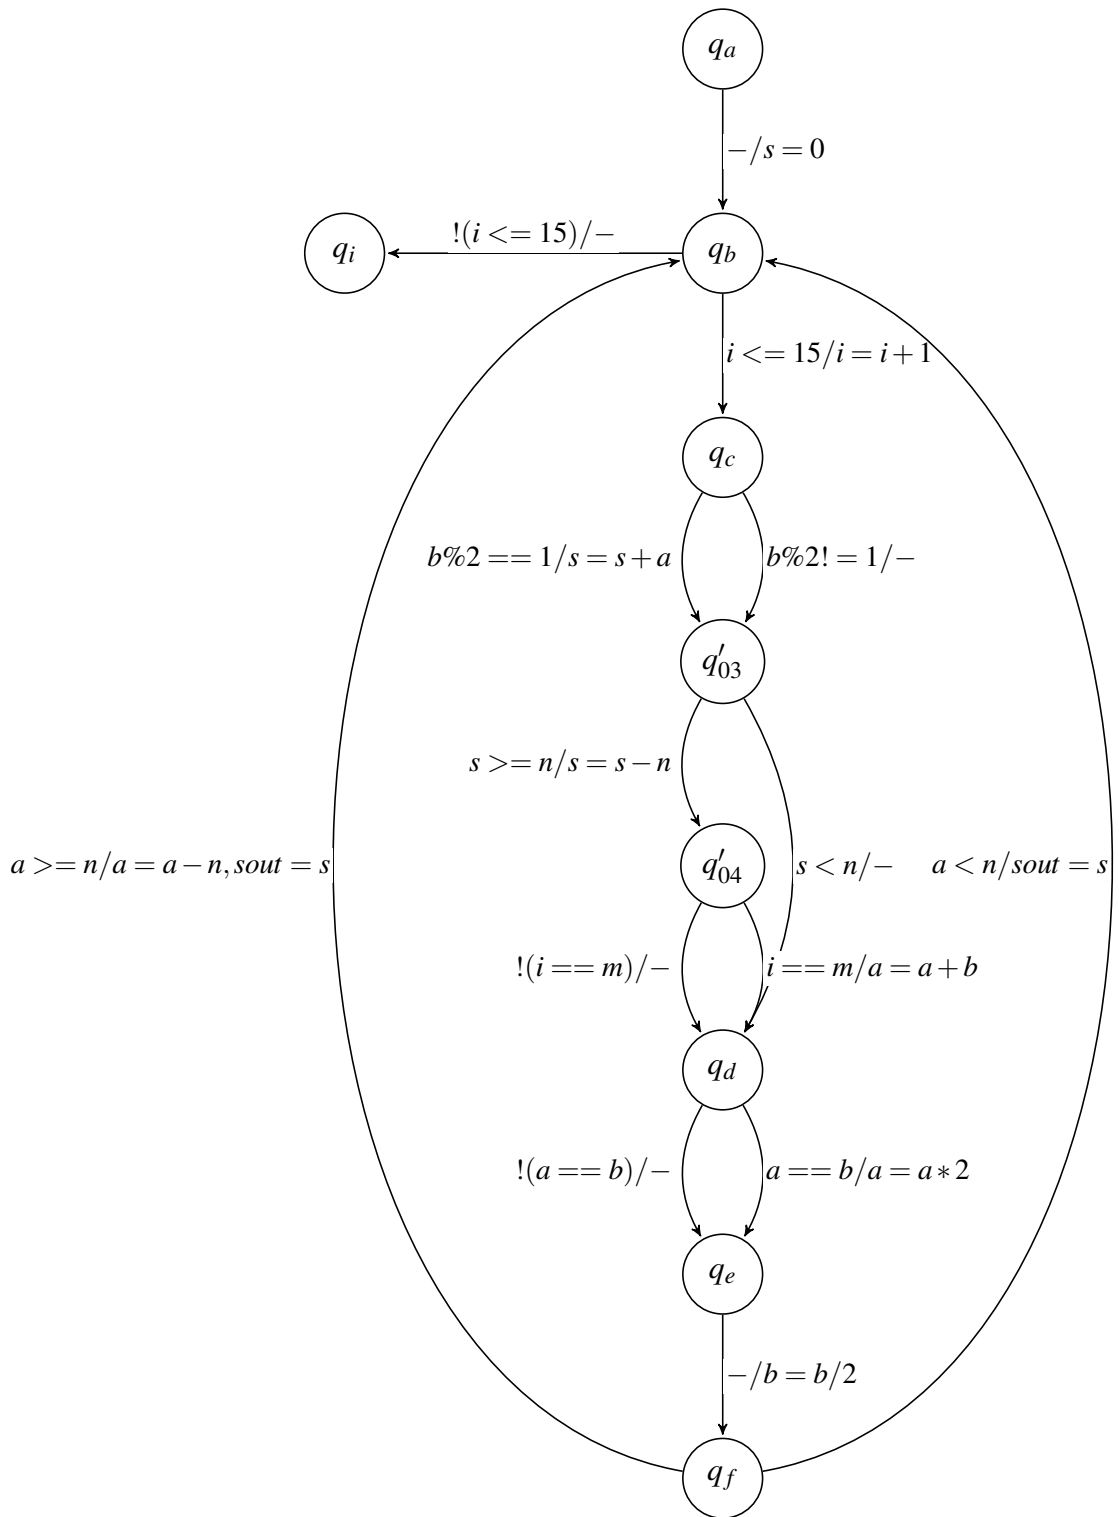 q_a
−/s = 0
!(i <= 15)/−
q_i
q_b
i <= 15/i = i + 1
q_c
b%2 == 1/s = s + a
b%2! = 1/−
q′_03
s >= n/s = s − n
a >= n/a = a − n, sout = s
q′_04
s < n/−
a < n/sout = s
!(i == m)/−
i == m/a = a + b
q_d
!(a == b)/−
a == b/a = a ∗ 2
q_e
−/b = b/2
q_f